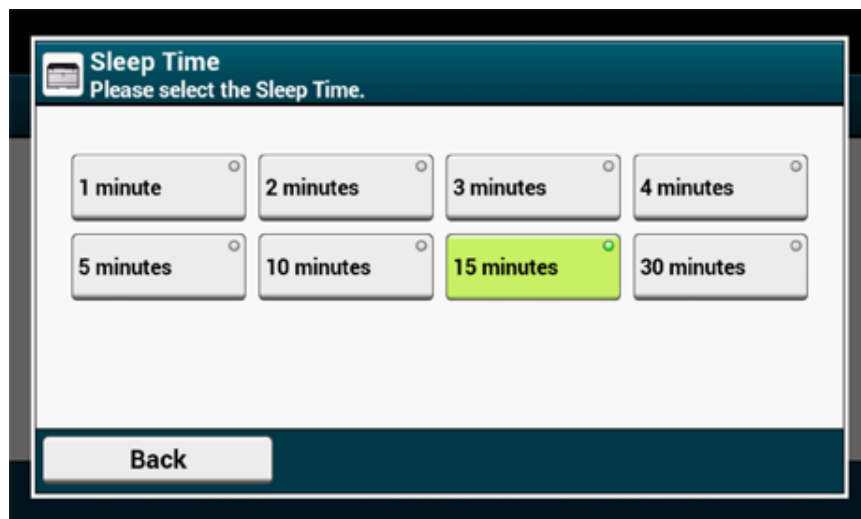 Sleep Time
Please select the Sleep Time.
1 minute
2 minutes
3 minutes
4 minutes
5 minutes
10 minutes
15 minutes
30 minutes
Back